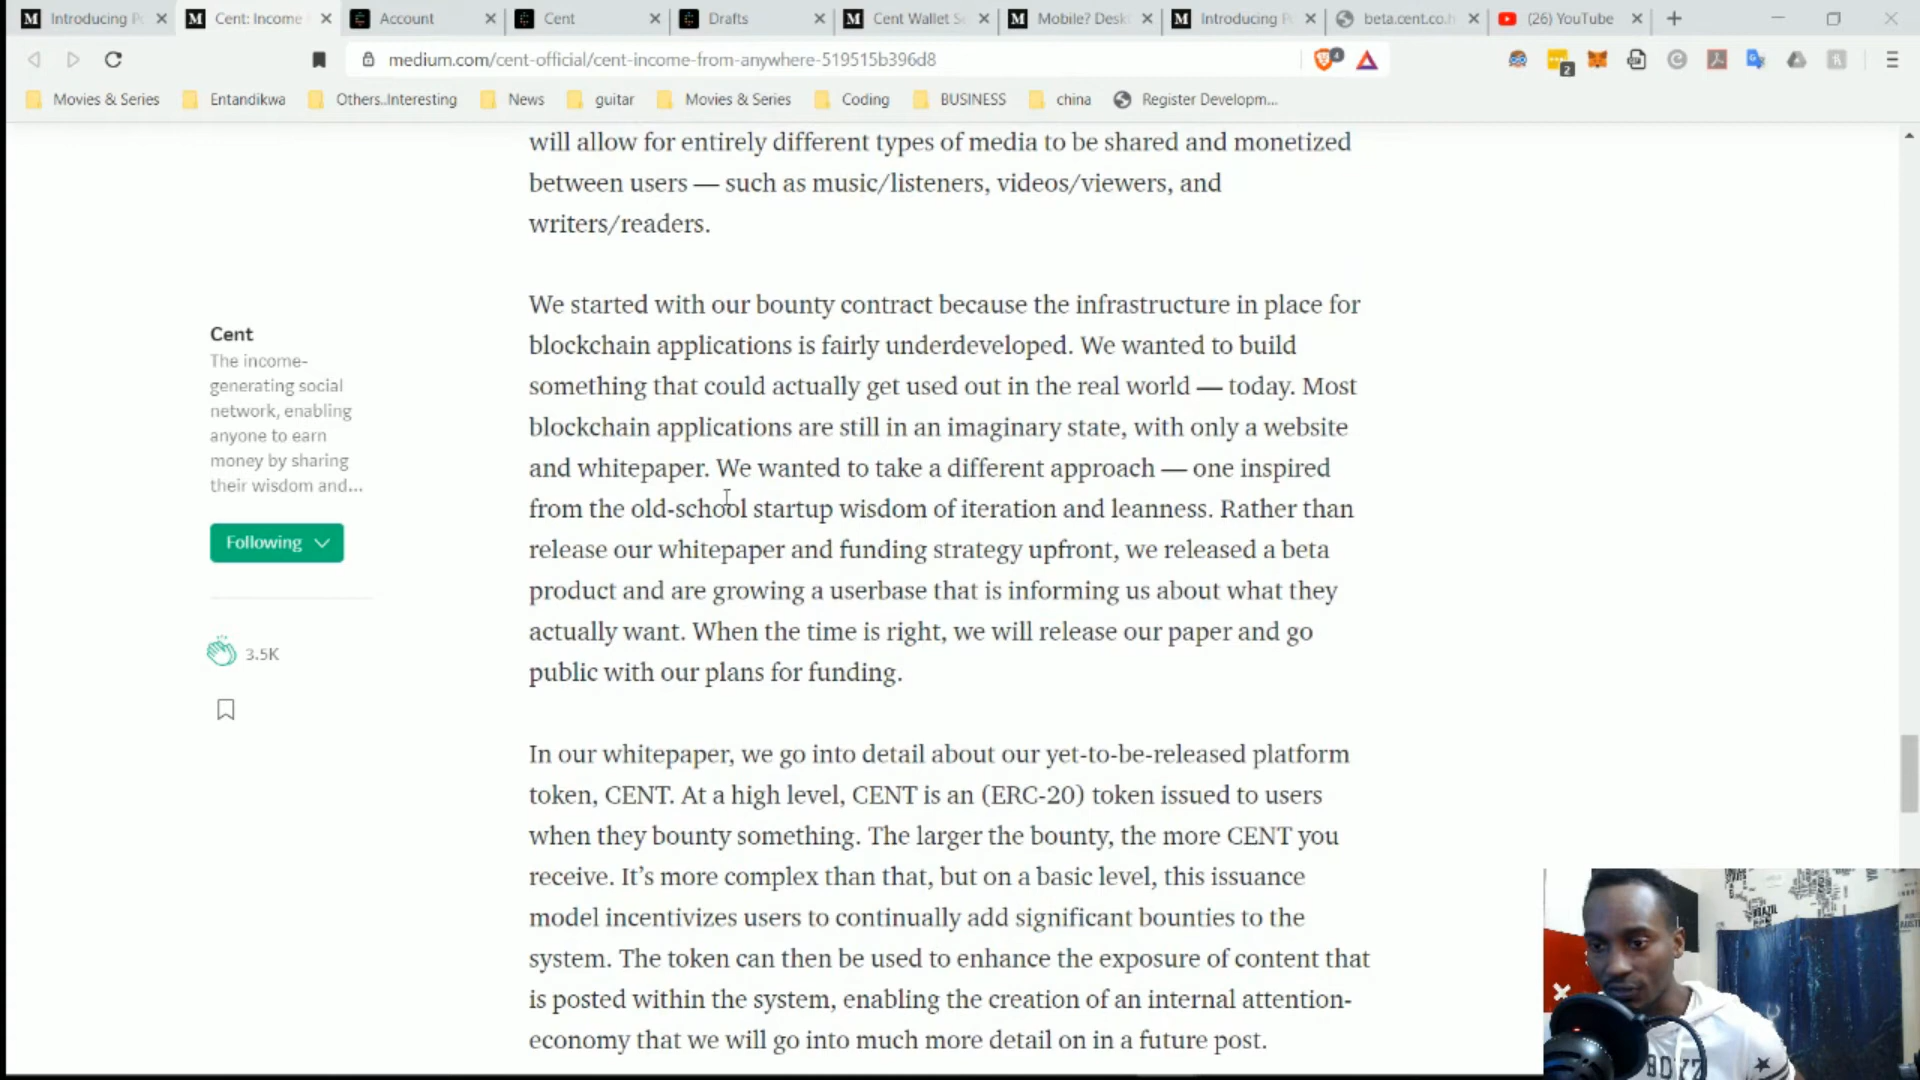 Introducing P
Cent: Income
Account
Cent
Drafts
Cent Wallet S
Mobile? Desk
Introducing P
beta.cent.co
(26) YouTube
medium.com/cent-official/cent-income-from-anywhere-519515b396d8
4
2
Movies & Series
Entandikwa
Others..Interesting
News
guitar
Movies & Series
Coding
BUSINESS
china
Register Developm...
will allow for entirely different types of media to be shared and monetized
between users — such as music/listeners, videos/viewers, and
writers/readers.
We started with our bounty contract because the infrastructure in place for
blockchain applications is fairly underdeveloped. We wanted to build
something that could actually get used out in the real world — today. Most
blockchain applications are still in an imaginary state, with only a website
and whitepaper. We wanted to take a different approach — one inspired
from the old-school startup wisdom of iteration and leanness. Rather than
release our whitepaper and funding strategy upfront, we released a beta
product and are growing a userbase that is informing us about what they
actually want. When the time is right, we will release our paper and go
public with our plans for funding.
In our whitepaper, we go into detail about our yet-to-be-released platform
token, CENT. At a high level, CENT is an (ERC-20) token issued to users
when they bounty something. The larger the bounty, the more CENT you
receive. It’s more complex than that, but on a basic level, this issuance
model incentivizes users to continually add significant bounties to the
system. The token can then be used to enhance the exposure of content that
is posted within the system, enabling the creation of an internal attention-
economy that we will go into much more detail on in a future post.
Cent
The income-
generating social
network, enabling
anyone to earn
money by sharing
their wisdom and...
Following
3.5K